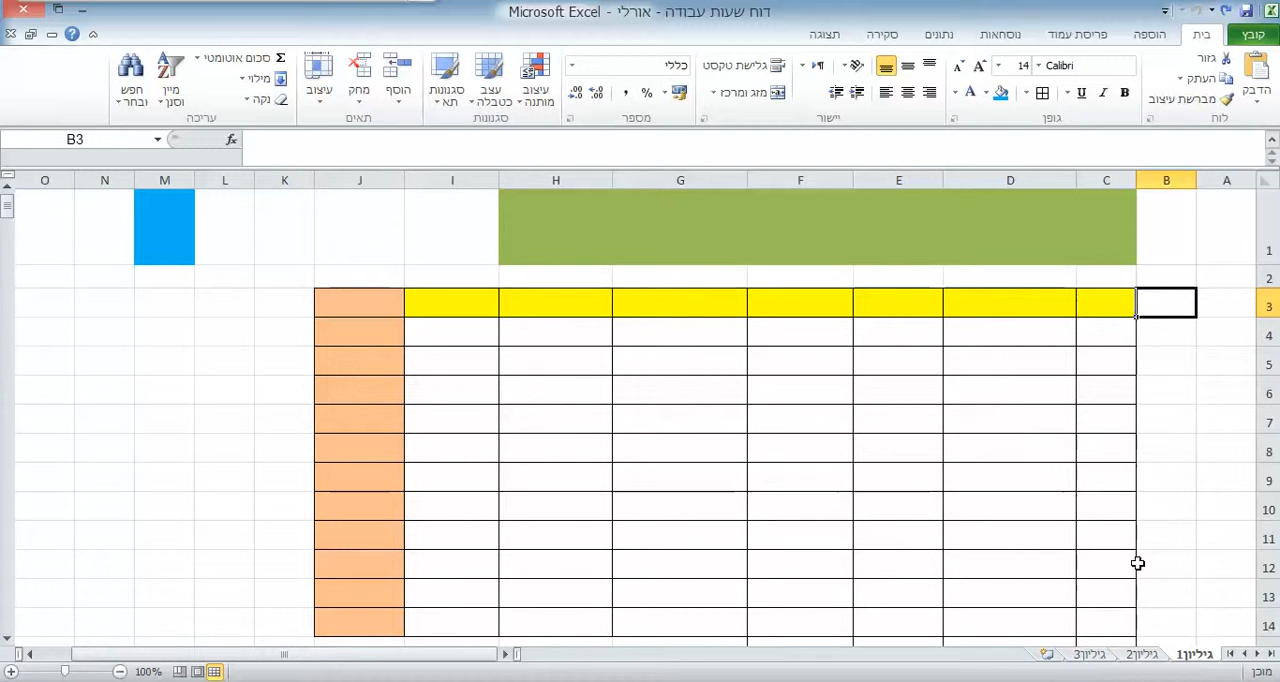 דוח שעות עבודה - אורלי - Microsoft Excel
קובץ בית הוספה פריסת עמוד נוסחאות נתונים סקירה תצוגה
הדבק
גזור
העתק
מברשת עיצוב
לוח
Calibri 14
B I U
גופן
גלישת טקסט
מזג ומרכז
יישור
כללי
% ,
מספר
עיצוב מותנה
עצב כטבלה
סגנונות תא
סגנונות
הוסף
מחק
עיצוב
תאים
סכום אוטומטי
מילוי
נקה
מיין וסנן
חפש ובחר
עריכה
B3 fx
A B C D E F G H I J K L M N O
1
2
3
4
5
6
7
8
9
10
11
12
13
14
גיליון1 גיליון2 גיליון3
מוכן
100%